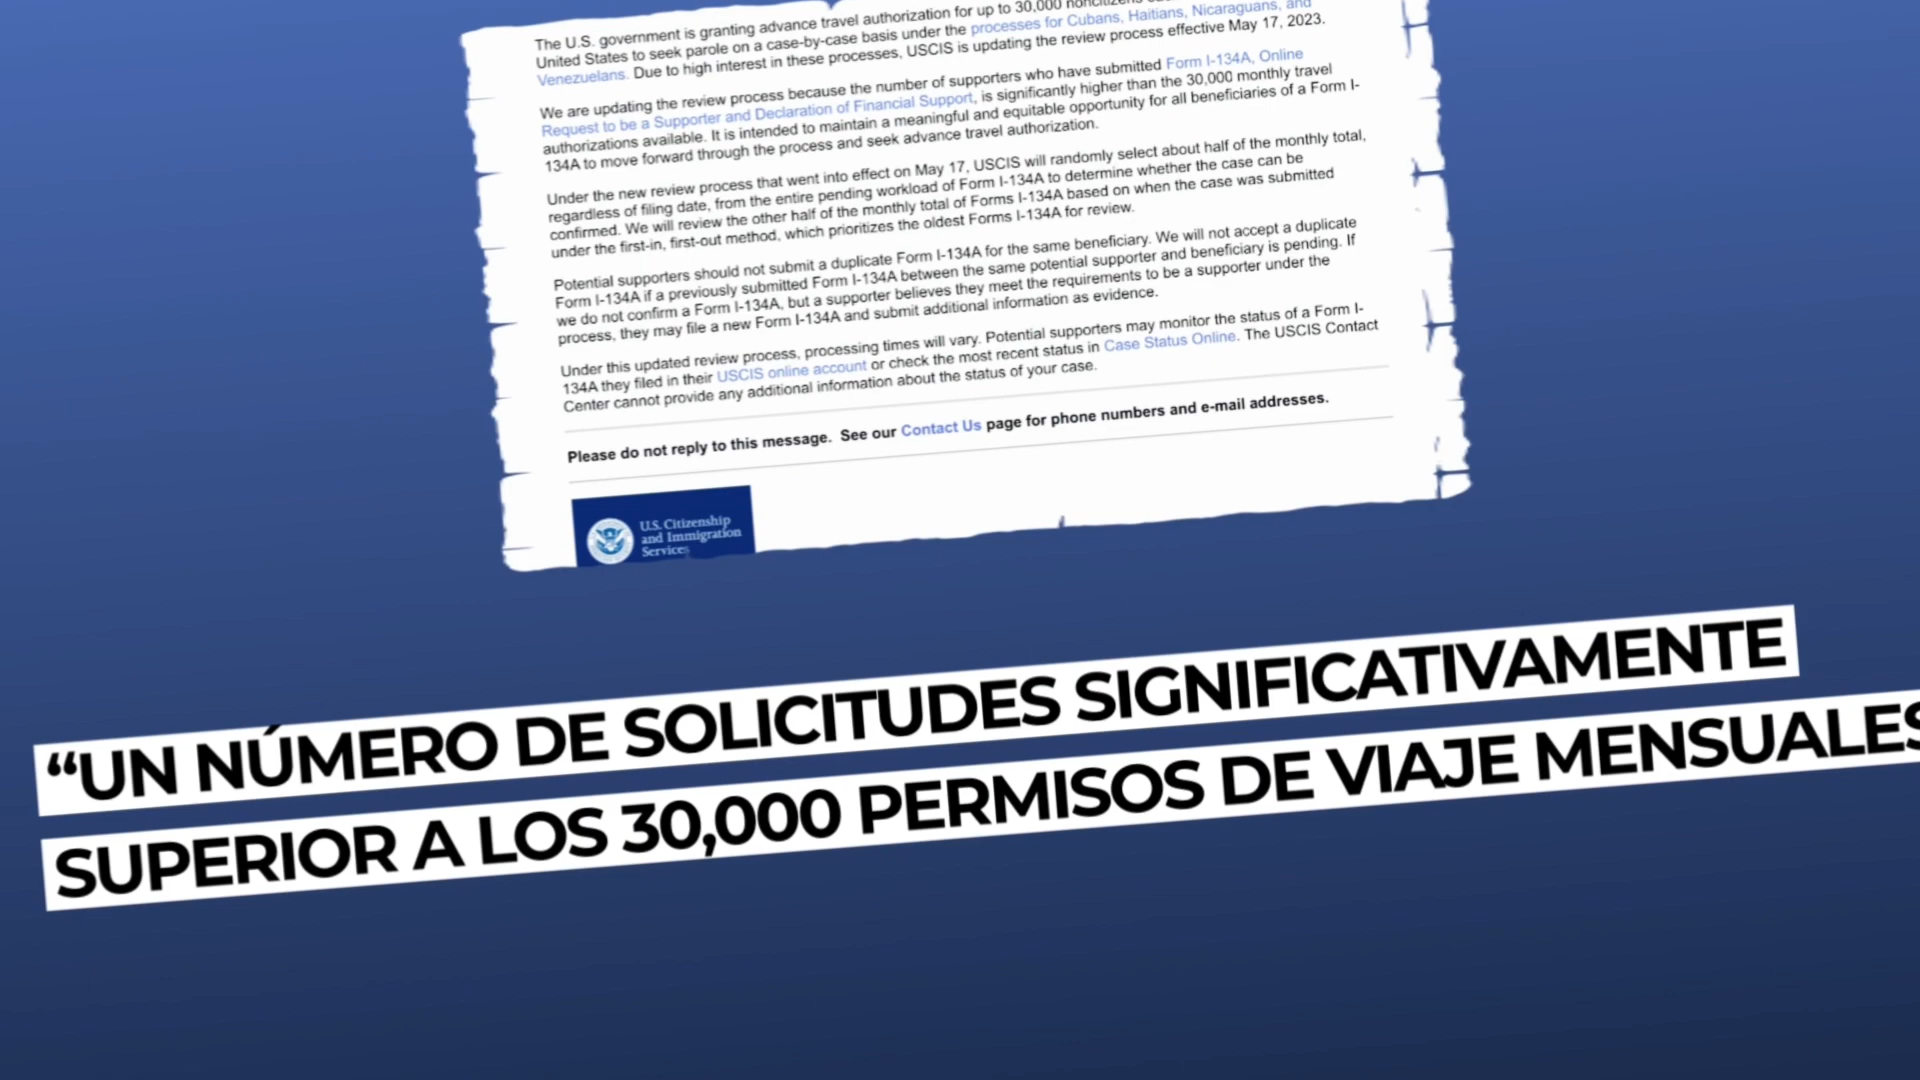 The U.S. government is granting advance travel authorization for up to 30,000 noncitizens
United States to seek parole on a case-by-case basis under the processes for Cubans, Haitians, Nicaraguans, and
Venezuelans. Due to high interest in these processes, USCIS is updating the review process effective May 17, 2023.
We are updating the review process because the number of supporters who have submitted Form I-134A, Online
Request to be a Supporter and Declaration of Financial Support, is significantly higher than the 30,000 monthly travel
authorizations available. It is intended to maintain a meaningful and equitable opportunity for all beneficiaries of a Form I-
134A to move forward through the process and seek advance travel authorization.
Under the new review process that went into effect on May 17, USCIS will randomly select about half of the monthly total,
regardless of filing date, from the entire pending workload of Form I-134A to determine whether the case can be
confirmed. We will review the other half of the monthly total of Forms I-134A based on when the case was submitted
under the first-in, first-out method, which prioritizes the oldest Forms I-134A for review.
Potential supporters should not submit a duplicate Form I-134A for the same beneficiary. We will not accept a duplicate
Form I-134A if a previously submitted Form I-134A between the same potential supporter and beneficiary is pending. If
we do not confirm a Form I-134A, but a supporter believes they meet the requirements to be a supporter under the
process, they may file a new Form I-134A and submit additional information as evidence.
Under this updated review process, processing times will vary. Potential supporters may monitor the status of a Form I-
134A they filed in their USCIS online account or check the most recent status in Case Status Online. The USCIS Contact
Center cannot provide any additional information about the status of your case.
Please do not reply to this message. See our Contact Us page for phone numbers and e-mail addresses.
U.S. Citizenship
and Immigration
Services
“UN NÚMERO DE SOLICITUDES SIGNIFICATIVAMENTE
SUPERIOR A LOS 30,000 PERMISOS DE VIAJE MENSUALES